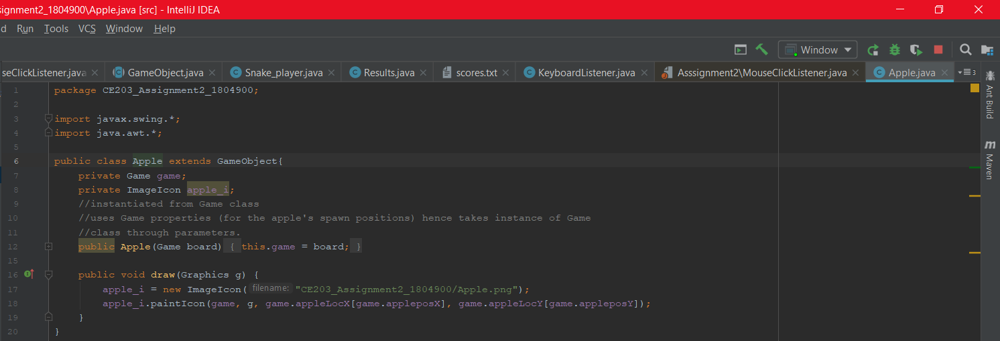 signment2_1804900\Apple.java [src] - IntelliJ IDEA
d Run Tools VCS Window Help
Window
seClickListener.java GameObject.java Snake_player.java Results.java scores.txt KeyboardListener.java Asssignment2\MouseClickListener.java Apple.java 3
1 package CE203_Assignment2_1804900;
2
3 import javax.swing.*;
4 import java.awt.*;
5
6 public class Apple extends GameObject{
7 private Game game;
8 private ImageIcon apple_i;
9 //instantiated from Game class
10 //uses Game properties (for the apple's spawn positions) hence takes instance of Game
11 //class through parameters.
12 public Apple(Game board) { this.game = board; }
15
16 public void draw(Graphics g) {
17 apple_i = new ImageIcon( filename: "CE203_Assignment2_1804900/Apple.png");
18 apple_i.paintIcon(game, g, game.appleLocX[game.appleposX], game.appleLocY[game.appleposY]);
19 }
20 }
Ant Build
m Maven